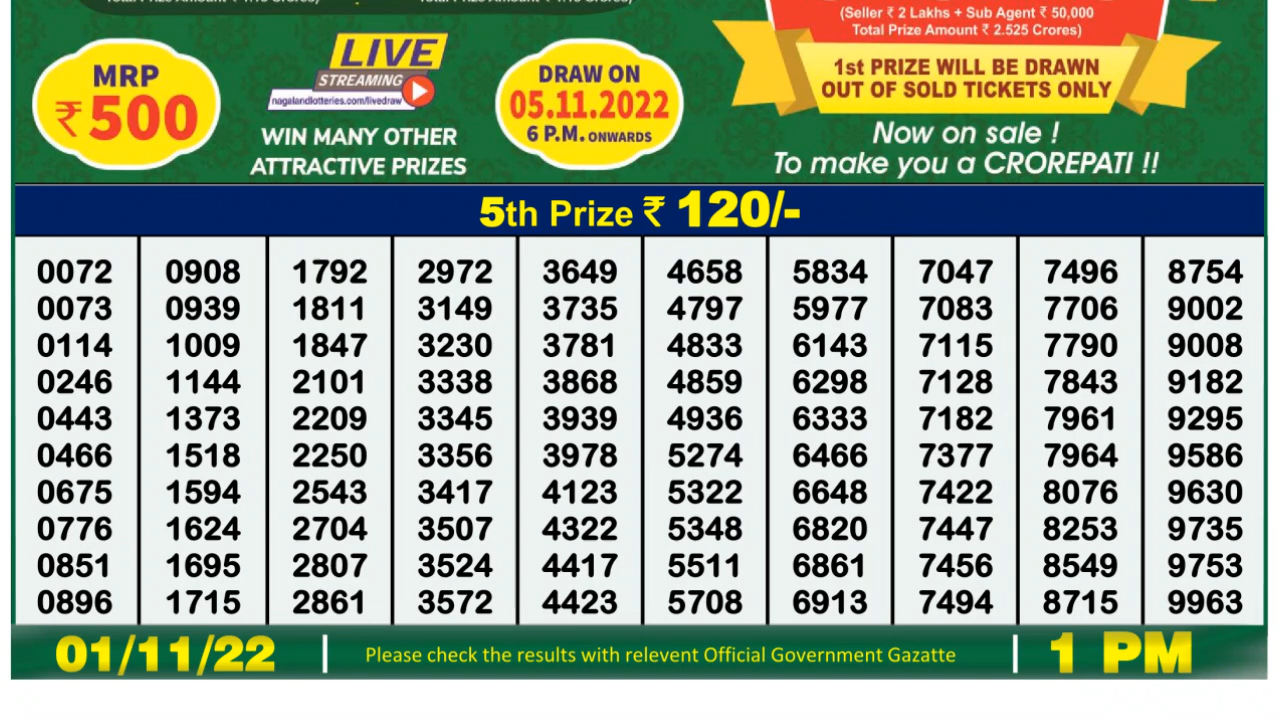 Total Prize Amount ₹ 1.10 Crores)
(Seller ₹ 2 Lakhs + Sub Agent ₹ 50,000
Total Prize Amount ₹ 2.525 Crores)
MRP
₹500
LIVE
STREAMING
nagalandlotteries.com/livedraw
WIN MANY OTHER
ATTRACTIVE PRIZES
DRAW ON
05.11.2022
6 P.M. ONWARDS
1st PRIZE WILL BE DRAWN
OUT OF SOLD TICKETS ONLY
Now on sale !
To make you a CROREPATI !!
5th Prize ₹ 120/-
0072 0908 1792 2972 3649 4658 5834 7047 7496 8754
0073 0939 1811 3149 3735 4797 5977 7083 7706 9002
0114 1009 1847 3230 3781 4833 6143 7115 7790 9008
0246 1144 2101 3338 3868 4859 6298 7128 7843 9182
0443 1373 2209 3345 3939 4936 6333 7182 7961 9295
0466 1518 2250 3356 3978 5274 6466 7377 7964 9586
0675 1594 2543 3417 4123 5322 6648 7422 8076 9630
0776 1624 2704 3507 4322 5348 6820 7447 8253 9735
0851 1695 2807 3524 4417 5511 6861 7456 8549 9753
0896 1715 2861 3572 4423 5708 6913 7494 8715 9963
01/11/22 | Please check the results with relevent Official Government Gazatte | 1 PM